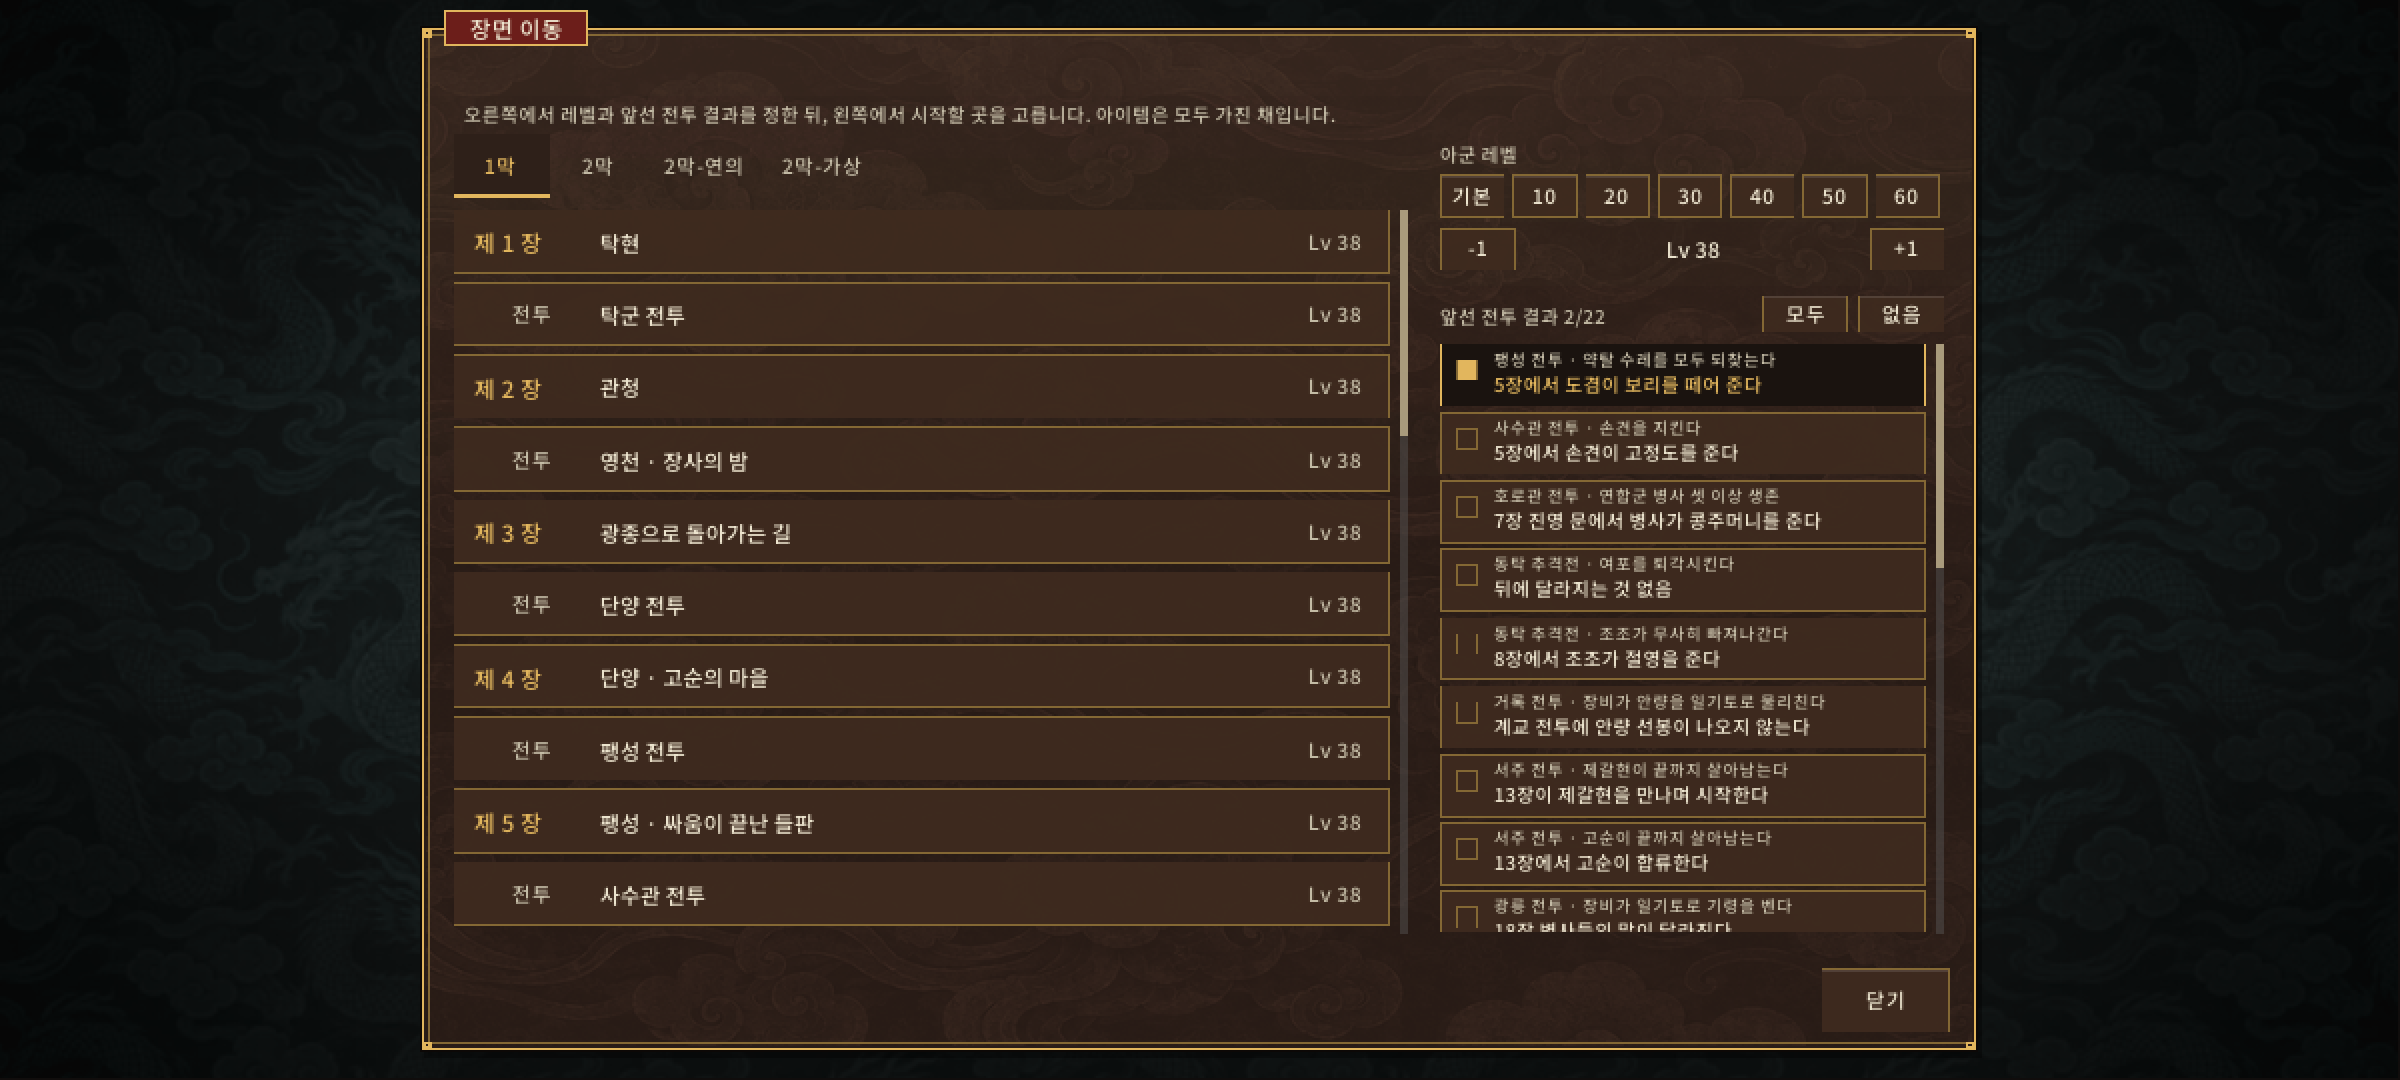 장면 이동
오른쪽에서 레벨과 앞선 전투 결과를 정한 뒤, 왼쪽에서 시작할 곳을 고릅니다. 아이템은 모두 가진 채입니다.
1막 2막 2막-연의 2막-가상
제 1 장 탁현 Lv 38
전투 탁군 전투 Lv 38
제 2 장 관청 Lv 38
전투 영천 · 장사의 밤 Lv 38
제 3 장 광종으로 돌아가는 길 Lv 38
전투 단양 전투 Lv 38
제 4 장 단양 · 고순의 마을 Lv 38
전투 팽성 전투 Lv 38
제 5 장 팽성 · 싸움이 끝난 들판 Lv 38
전투 사수관 전투 Lv 38
아군 레벨
기본 10 20 30 40 50 60
-1 Lv 38 +1
앞선 전투 결과 2/22 모두 없음
팽성 전투 · 약탈 수레를 모두 되찾는다
5장에서 도겸이 보리를 떼어 준다
사수관 전투 · 손견을 지킨다
5장에서 손견이 고정도를 준다
호로관 전투 · 연합군 병사 셋 이상 생존
7장 진영 문에서 병사가 콩주머니를 준다
동탁 추격전 · 여포를 퇴각시킨다
뒤에 달라지는 것 없음
동탁 추격전 · 조조가 무사히 빠져나간다
8장에서 조조가 절영을 준다
거록 전투 · 장비가 안량을 일기토로 물리친다
계교 전투에 안량 선봉이 나오지 않는다
서주 전투 · 제갈현이 끝까지 살아남는다
13장이 제갈현을 만나며 시작한다
서주 전투 · 고순이 끝까지 살아남는다
13장에서 고순이 합류한다
광릉 전투 · 장비가 일기토로 기령을 벤다
병사들의 말이 달라진다
닫기